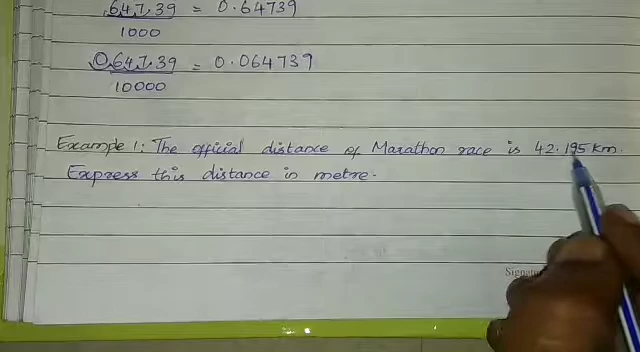 647.39 = 0.64739
1000
0647.39 = 0.064739
10000
Example 1: The official distance of Marathon race is 42.195 km.
Express this distance in metre.